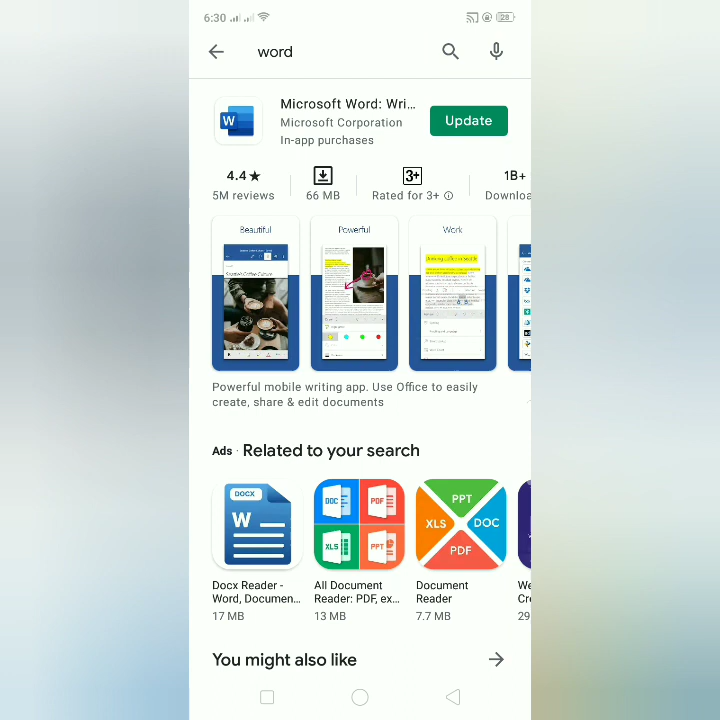 6:30
28
word
Microsoft Word: Wri...
Microsoft Corporation
In-app purchases
Update
W
4.4★
5M reviews
66 MB
3+
Rated for 3+
1B+
Downloa
Beautiful
Powerful
Work
Powerful mobile writing app. Use Office to easily
create, share & edit documents
Ads · Related to your search
DOCX
W
DOC
PDF
XLS
PPT
PPT
XLS
DOC
PDF
Docx Reader -
Word, Documen...
17 MB
All Document
Reader: PDF, ex...
13 MB
Document
Reader
7.7 MB
We
Cre
29
You might also like